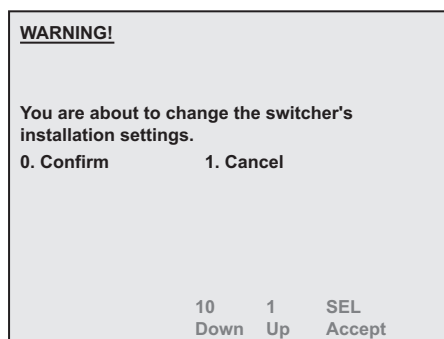 WARNING!
You are about to change the switcher's
installation settings.
0. Confirm 1. Cancel
10 1 SEL
Down Up Accept